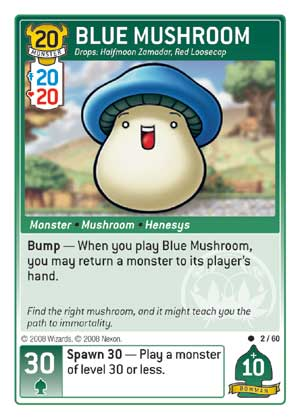 20
MONSTER
BLUE MUSHROOM
Drops: Halfmoon Zamadar, Red Loosecap
20
20
Monster • Mushroom • Henesys
Bump — When you play Blue Mushroom,
you may return a monster to its player's
hand.
Find the right mushroom, and it might teach you the
path to immortality.
© 2008 Wizards. © 2008 Nexon.
2 / 60
30
Spawn 30 — Play a monster
of level 30 or less.
+
10
BOWMAN